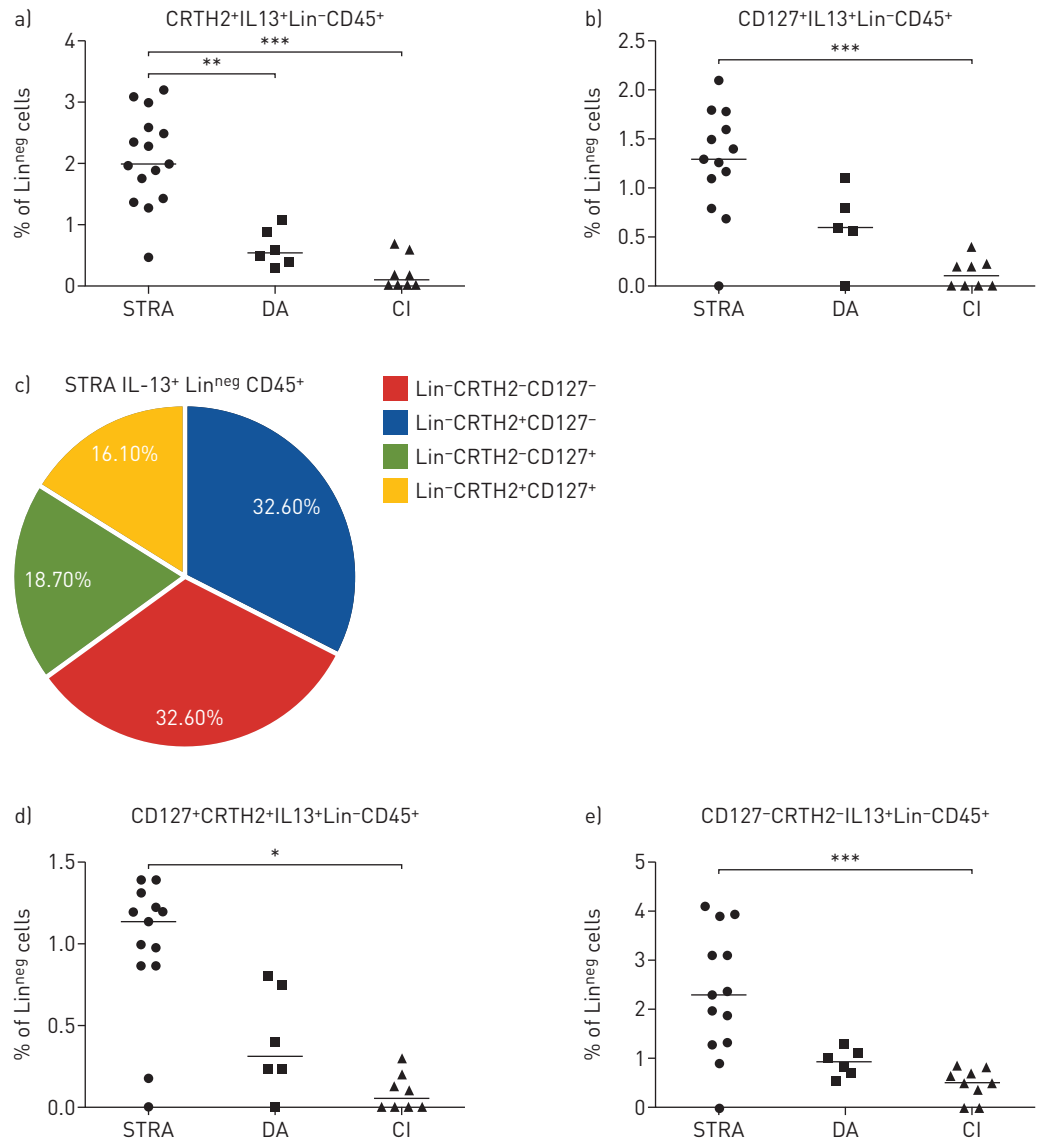 a) CRTH2⁺IL13⁺Lin⁻CD45⁺
% of Linⁿᵉᵍ cells
4
3
2
1
0
***
**
STRA DA CI
b) CD127⁺IL13⁺Lin⁻CD45⁺
% of Linⁿᵉᵍ cells
2.5
2.0
1.5
1.0
0.5
0.0
***
STRA DA CI
c) STRA IL-13⁺ Linⁿᵉᵍ CD45⁺
16.10%
32.60%
18.70%
32.60%
Lin⁻CRTH2⁻CD127⁻
Lin⁻CRTH2⁺CD127⁻
Lin⁻CRTH2⁻CD127⁺
Lin⁻CRTH2⁺CD127⁺
d) CD127⁺CRTH2⁺IL13⁺Lin⁻CD45⁺
% of Linⁿᵉᵍ cells
1.5
1.0
0.5
0.0
*
STRA DA CI
e) CD127⁻CRTH2⁻IL13⁺Lin⁻CD45⁺
% of Linⁿᵉᵍ cells
5
4
3
2
1
0
***
STRA DA CI